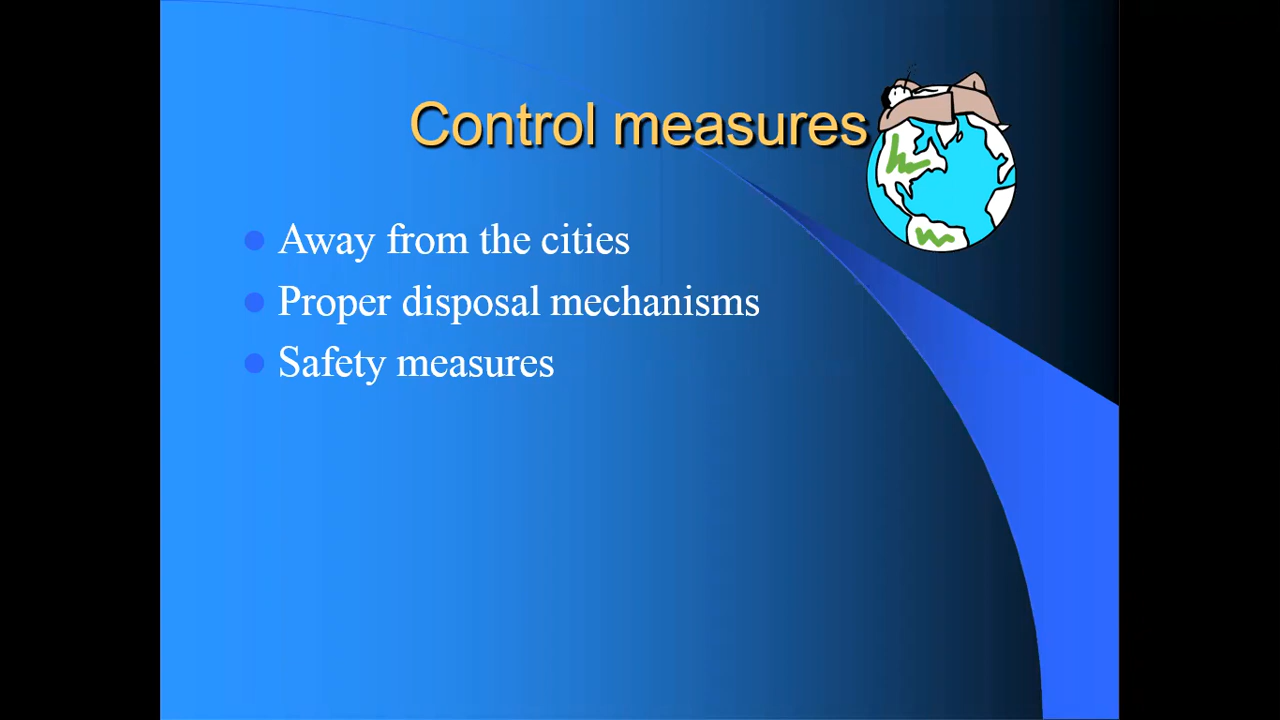 Control measures
Away from the cities
Proper disposal mechanisms
Safety measures